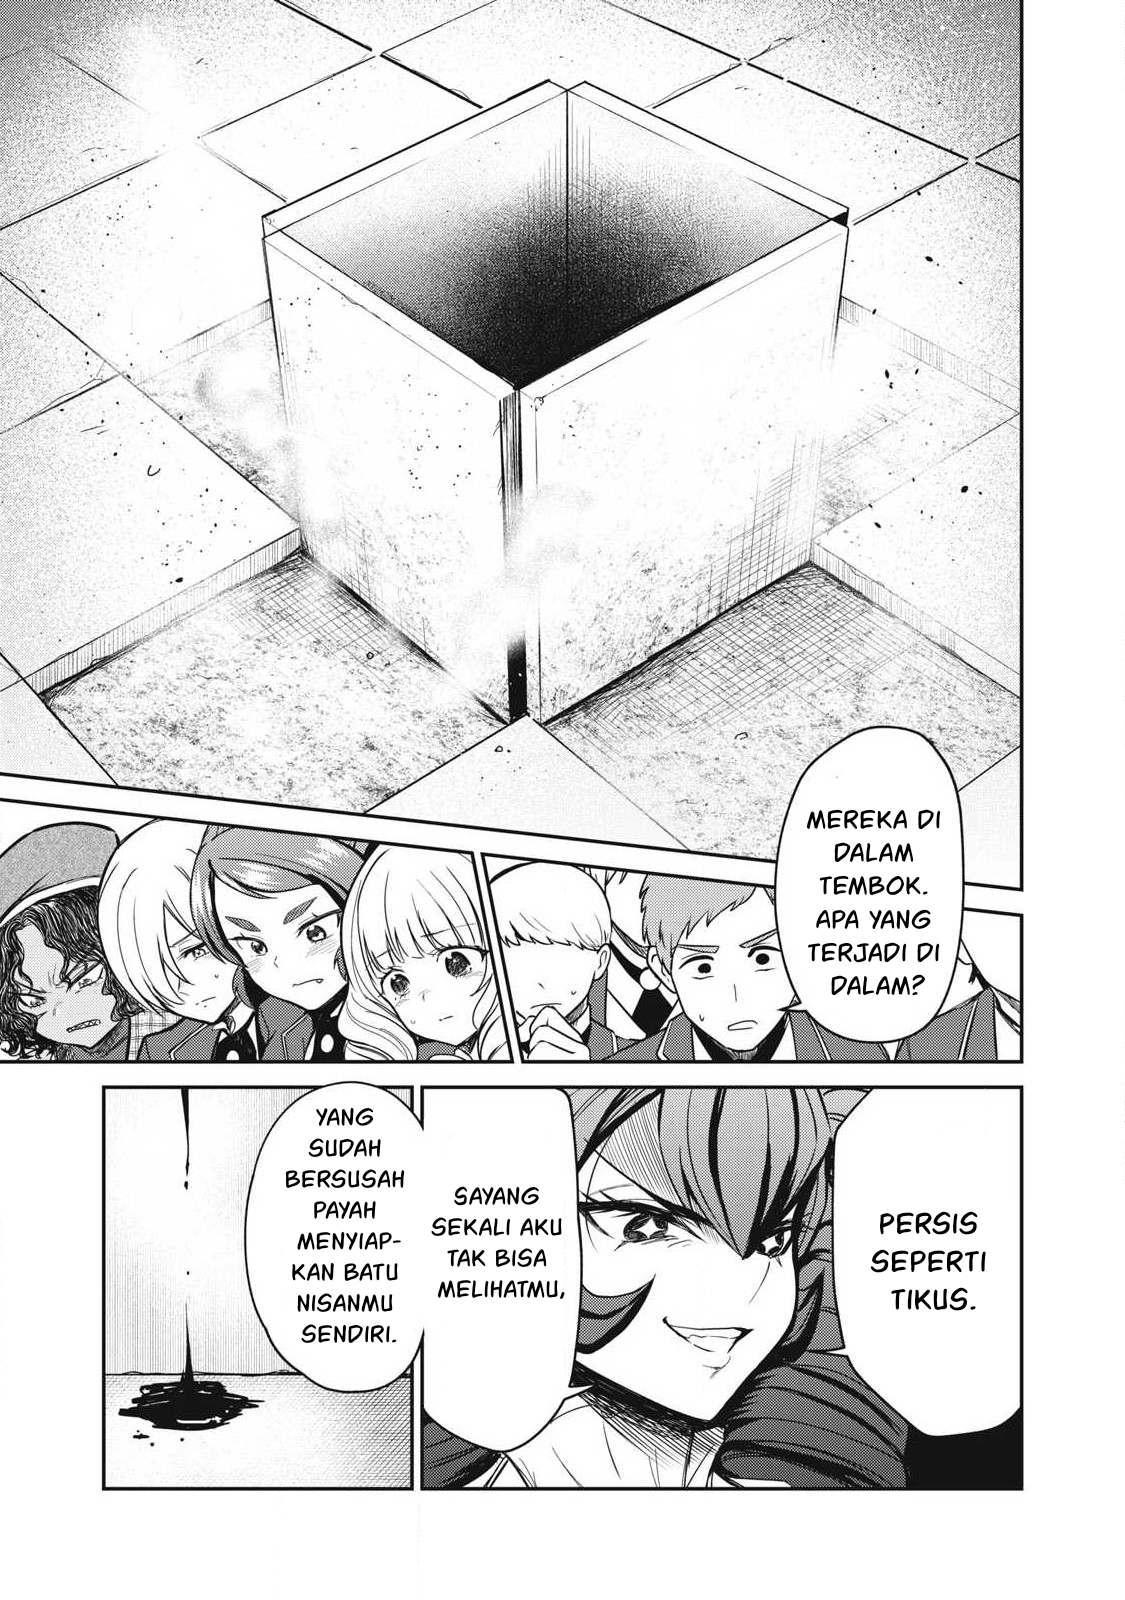 MEREKA DI
DALAM
TEMBOK.
APA YANG
TERJADI DI
DALAM?
PERSIS
SEPERTI
TIKUS.
SAYANG
SEKALI AKU
TAK BISA
MELIHATMU,
YANG
SUDAH
BERSUSAH
PAYAH
MENYIAP-
KAN BATU
NISANMU
SENDIRI.